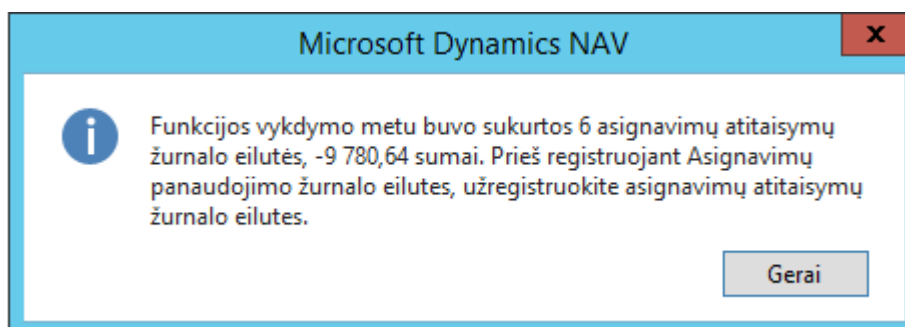 Microsoft Dynamics NAV
x
Funkcijos vykdymo metu buvo sukurtos 6 asignavimų atitaisymų
žurnalo eilutės, -9 780,64 sumai. Prieš registruojant Asignavimų
panaudojimo žurnalo eilutes, užregistruokite asignavimų atitaisymų
žurnalo eilutes.
Gerai